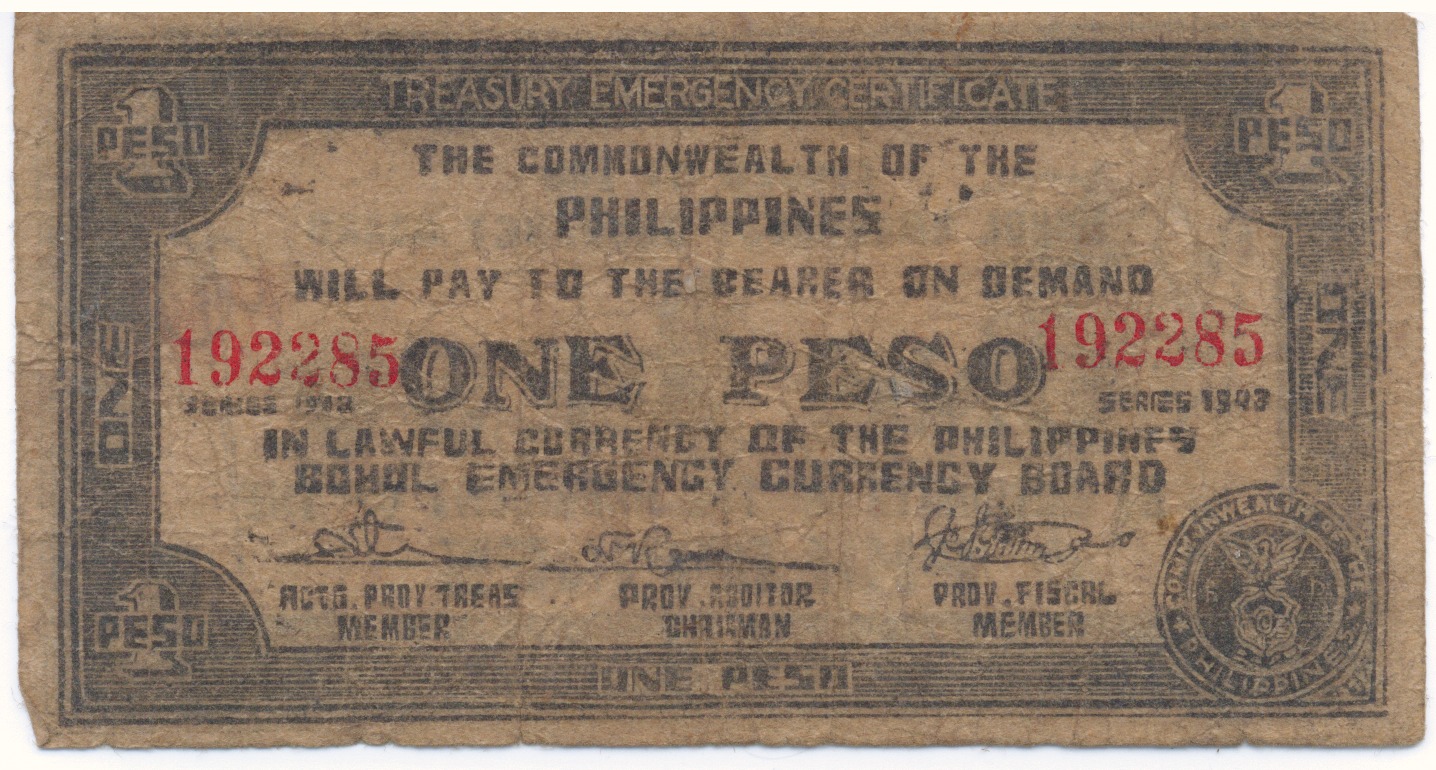 TREASURY EMERGENCY CERTIFICATE
1 PESO
1 PESO
THE COMMONWEALTH OF THE
PHILIPPINES
WILL PAY TO THE BEARER ON DEMAND
192285 ONE PESO 192285
SERIES 1943 SERIES 1943
IN LAWFUL CURRENCY OF THE PHILIPPINES
BOHOL EMERGENCY CURRENCY BOARD
ACTG. PROV TREAS PROV. AUDITOR PROV. FISCAL
MEMBER CHAIRMAN MEMBER
ONE
ONE
1 PESO
ONE PESO
COMMONWEALTH OF THE
PHILIPPINES